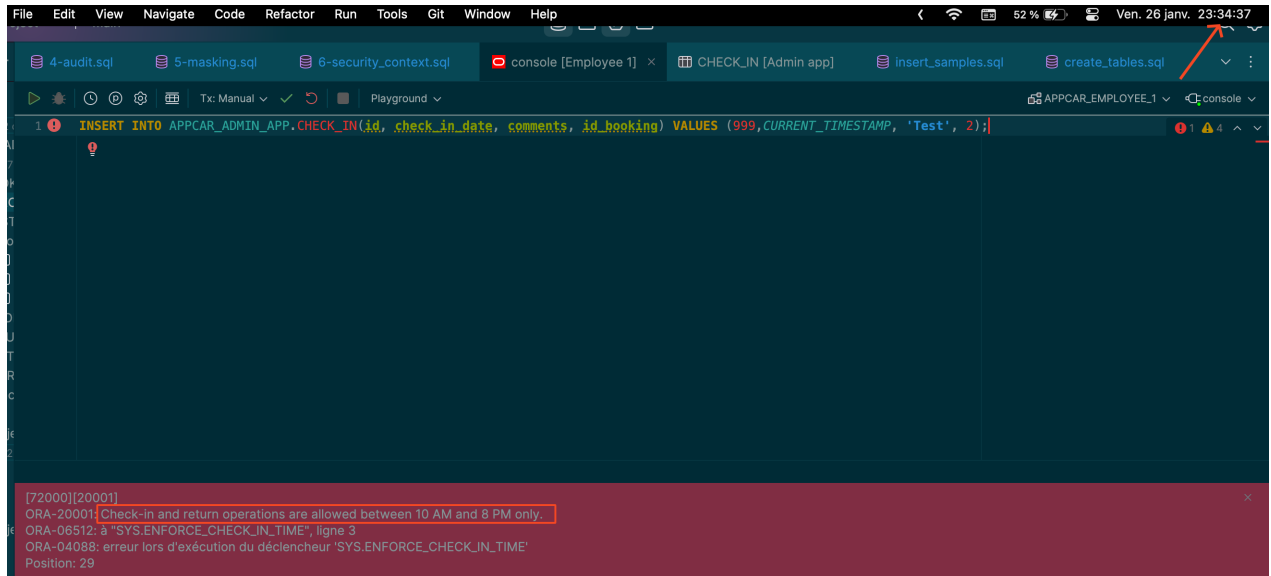 File Edit View Navigate Code Refactor Run Tools Git Window Help 52 % Ven. 26 janv. 23:34:37
4-audit.sql 5-masking.sql 6-security_context.sql console [Employee 1] × CHECK_IN [Admin app] insert_samples.sql create_tables.sql
Tx: Manual Playground APPCAR_EMPLOYEE_1 console
1 INSERT INTO APPCAR_ADMIN_APP.CHECK_IN(id, check_in_date, comments, id_booking) VALUES (999,CURRENT_TIMESTAMP, 'Test', 2); 1 4
[72000][20001]
ORA-20001: Check-in and return operations are allowed between 10 AM and 8 PM only.
ORA-06512: à "SYS.ENFORCE_CHECK_IN_TIME", ligne 3
ORA-04088: erreur lors d'exécution du déclencheur 'SYS.ENFORCE_CHECK_IN_TIME'
Position: 29